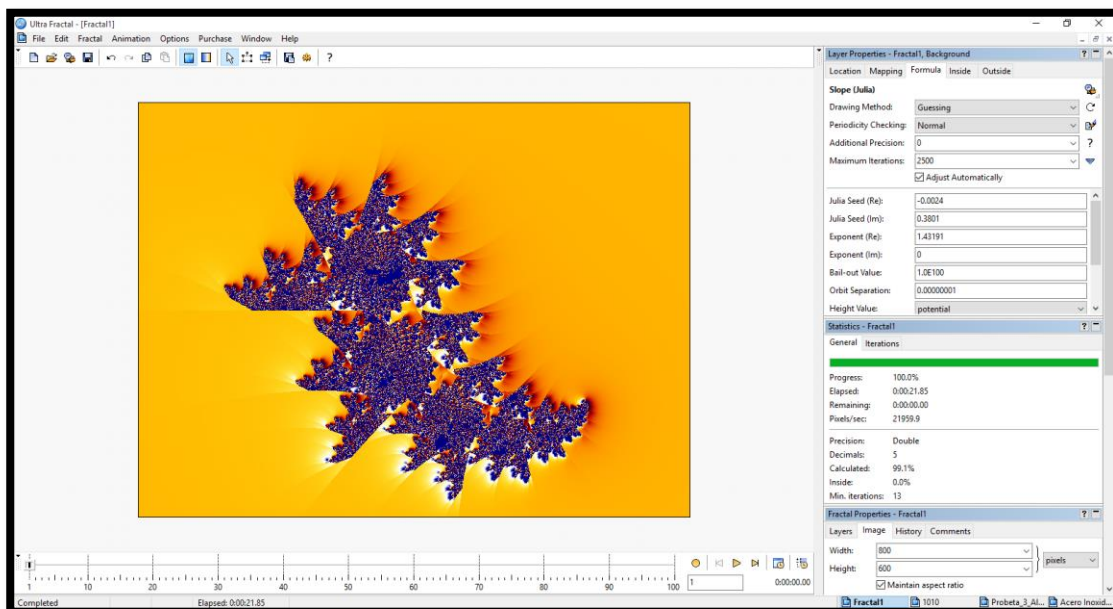 Ultra Fractal - [Fractal1]
File Edit Fractal Animation Options Purchase Window Help
?
Layer Properties - Fractal1, Background
Location Mapping Formula Inside Outside
Slope (Julia)
Drawing Method: Guessing
Periodicity Checking: Normal
Additional Precision: 0
?
Maximum Iterations: 2500
Adjust Automatically
Julia Seed (Re): -0.0024
Julia Seed (Im): 0.3801
Exponent (Re): 1.43191
Exponent (Im): 0
Bail-out Value: 1.0E100
Orbit Separation: 0.00000001
Height Value: potential
Statistics - Fractal1
General Iterations
Progress: 100.0%
Elapsed: 0:00:21.85
Remaining: 0:00:00.00
Pixels/sec: 21959.9
Precision: Double
Decimals: 5
Calculated: 99.1%
Inside: 0.0%
Min. iterations: 13
Fractal Properties - Fractal1
Layers Image History Comments
Width: 800
Height: 600
pixels
Maintain aspect ratio
1 10 20 30 40 50 60 70 80 90 100
1 0:00:00.00
Completed Elapsed: 0:00:21.85
Fractal1 1010 Probeta_3_Al... Acero Inoxid...